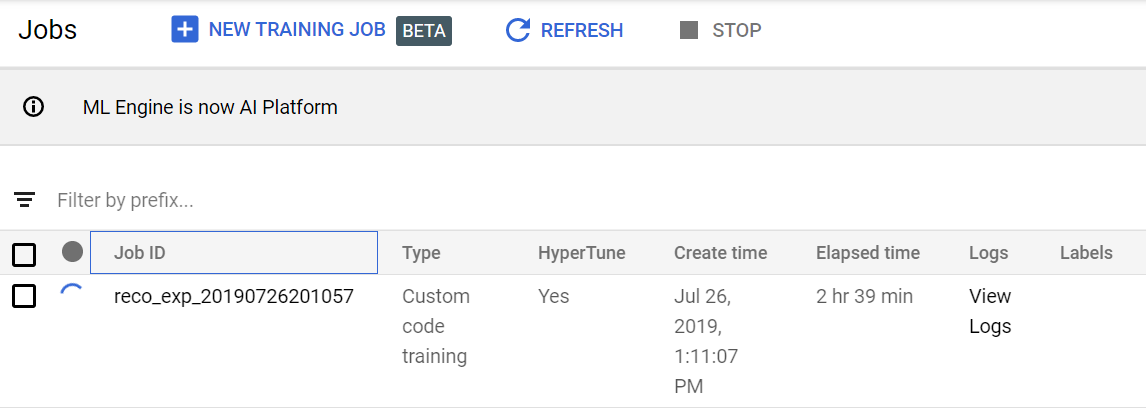 Jobs NEW TRAINING JOB BETA REFRESH STOP
ML Engine is now AI Platform
Filter by prefix...
Job ID Type HyperTune Create time Elapsed time Logs Labels
reco_exp_20190726201057 Custom Yes Jul 26, 2 hr 39 min View
code 2019, Logs
training 1:11:07
PM